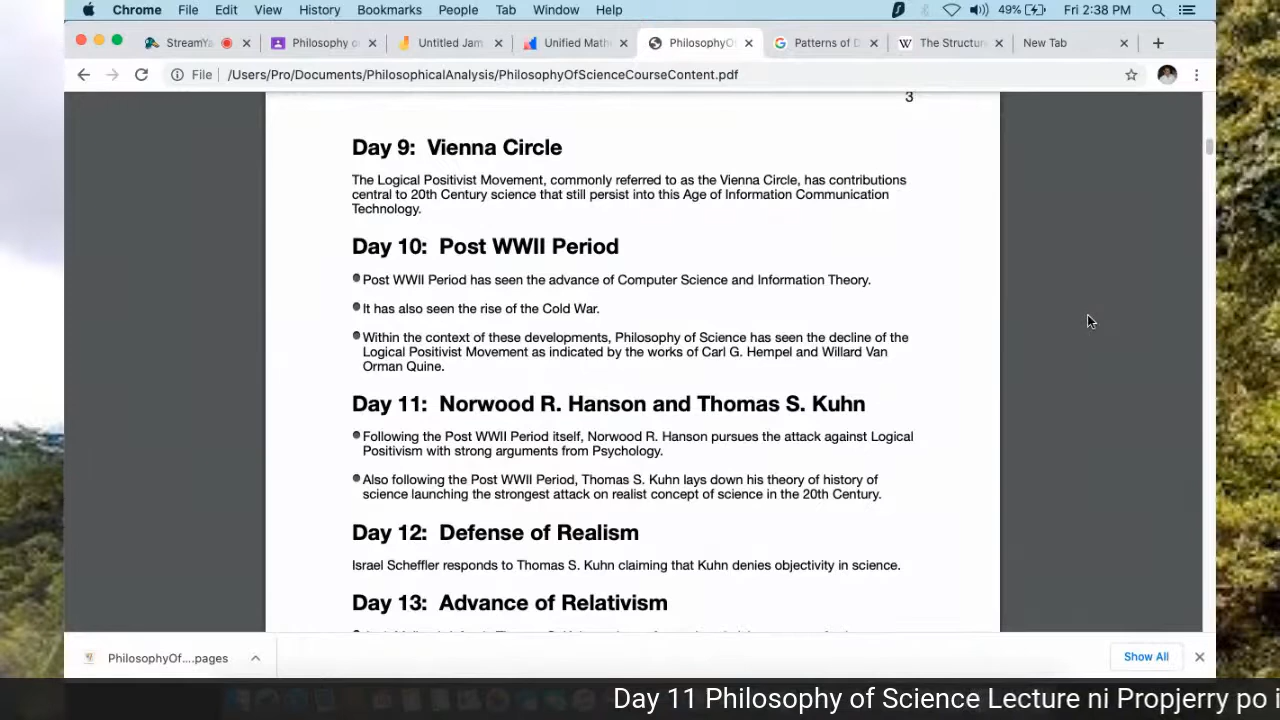 Chrome File Edit View History Bookmarks People Tab Window Help 49% Fri 2:38 PM
StreamYa Philosophy o Untitled Jam Unified Math PhilosophyO Patterns of D The Structur New Tab
File /Users/Pro/Documents/PhilosophicalAnalysis/PhilosophyOfScienceCourseContent.pdf
3
Day 9: Vienna Circle
The Logical Positivist Movement, commonly referred to as the Vienna Circle, has contributions
central to 20th Century science that still persist into this Age of Information Communication
Technology.
Day 10: Post WWII Period
Post WWII Period has seen the advance of Computer Science and Information Theory.
It has also seen the rise of the Cold War.
Within the context of these developments, Philosophy of Science has seen the decline of the
Logical Positivist Movement as indicated by the works of Carl G. Hempel and Willard Van
Orman Quine.
Day 11: Norwood R. Hanson and Thomas S. Kuhn
Following the Post WWII Period itself, Norwood R. Hanson pursues the attack against Logical
Positivism with strong arguments from Psychology.
Also following the Post WWII Period, Thomas S. Kuhn lays down his theory of history of
science launching the strongest attack on realist concept of science in the 20th Century.
Day 12: Defense of Realism
Israel Scheffler responds to Thomas S. Kuhn claiming that Kuhn denies objectivity in science.
Day 13: Advance of Relativism
PhilosophyOf....pages Show All
Day 11 Philosophy of Science Lecture ni Propjerry po i